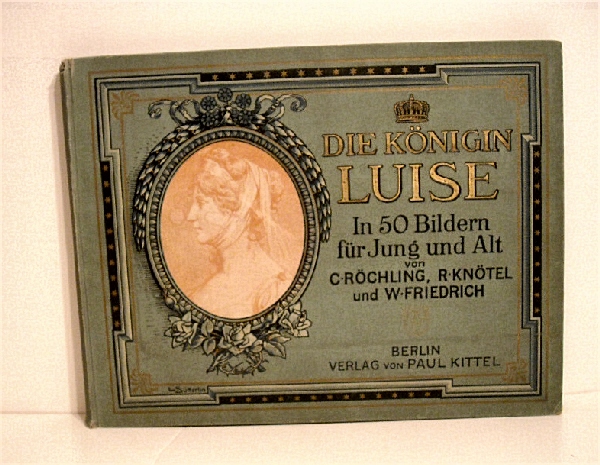 DIE KÖNIGIN
LUISE
In 50 Bildern
für Jung und Alt
von
C·RÖCHLING, R·KNÖTEL
und W·FRIEDRICH
BERLIN
VERLAG VON PAUL KITTEL